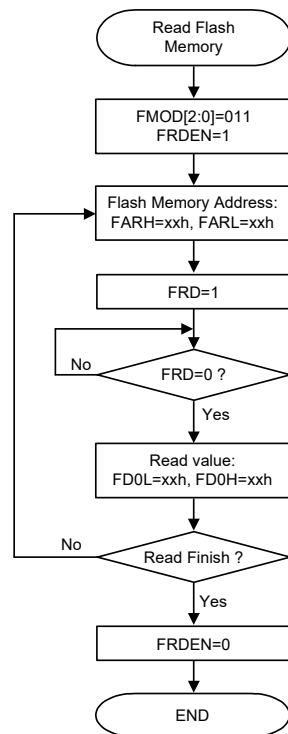 Read Flash
Memory
FMOD[2:0]=011
FRDEN=1
Flash Memory Address:
FARH=xxh, FARL=xxh
FRD=1
No
FRD=0 ?
Yes
Read value:
FD0L=xxh, FD0H=xxh
No
Read Finish ?
Yes
FRDEN=0
END